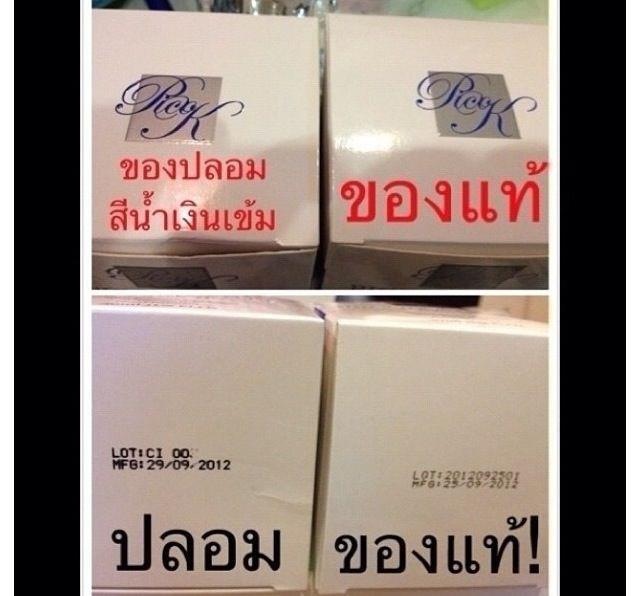 Pico K
ของปลอม
สีน้ำเงินเข้ม
Pico K
ของแท้
LOT:CI 00
MFG:29/09/2012
ปลอม
LOT:2012092501
MFG:25/09/2012
ของแท้!